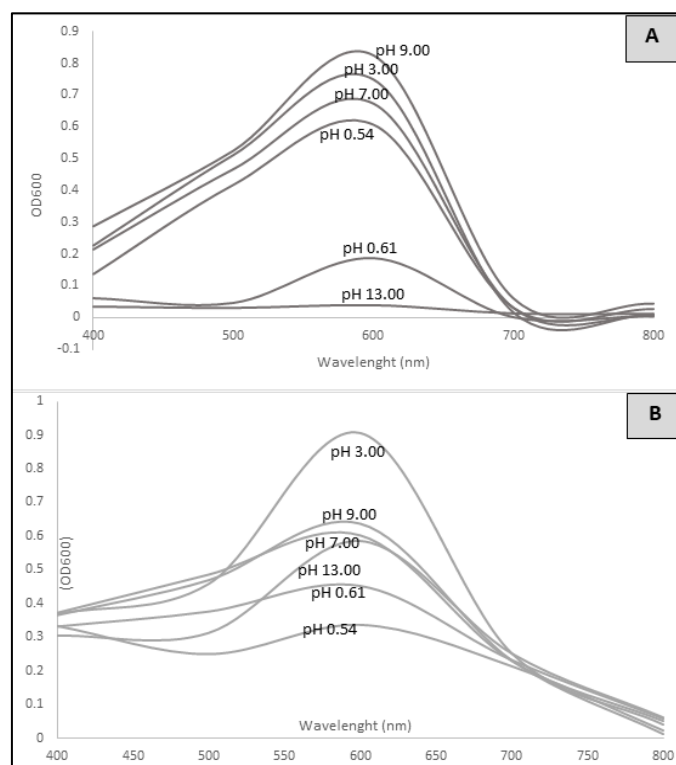 A
0.9
0.8
0.7
0.6
0.5
0.4
0.3
0.2
0.1
0
-0.1
OD600
pH 9.00
pH 3.00
pH 7.00
pH 0.54
pH 0.61
pH 13.00
400 500 600 700 800
Wavelenght (nm)
B
1
0.9
0.8
0.7
0.6
0.5
0.4
0.3
0.2
0.1
0
(OD600)
pH 3.00
pH 9.00
pH 7.00
pH 13.00
pH 0.61
pH 0.54
Wavelenght (nm)
400 450 500 550 600 650 700 750 800